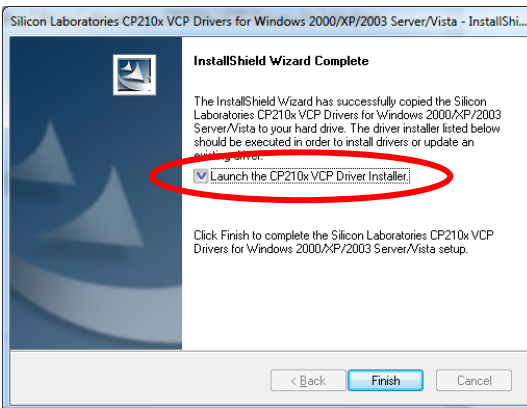 Silicon Laboratories CP210x VCP Drivers for Windows 2000/XP/2003 Server/Vista - InstallShi...
InstallShield Wizard Complete
The InstallShield Wizard has successfully copied the Silicon
Laboratories CP210x VCP Drivers for Windows 2000/XP/2003
Server/Vista to your hard drive. The driver installer listed below
should be executed in order to install drivers or update an
existing driver.
Launch the CP210x VCP Driver Installer.
Click Finish to complete the Silicon Laboratories CP210x VCP
Drivers for Windows 2000/XP/2003 Server/Vista setup.
< Back Finish Cancel